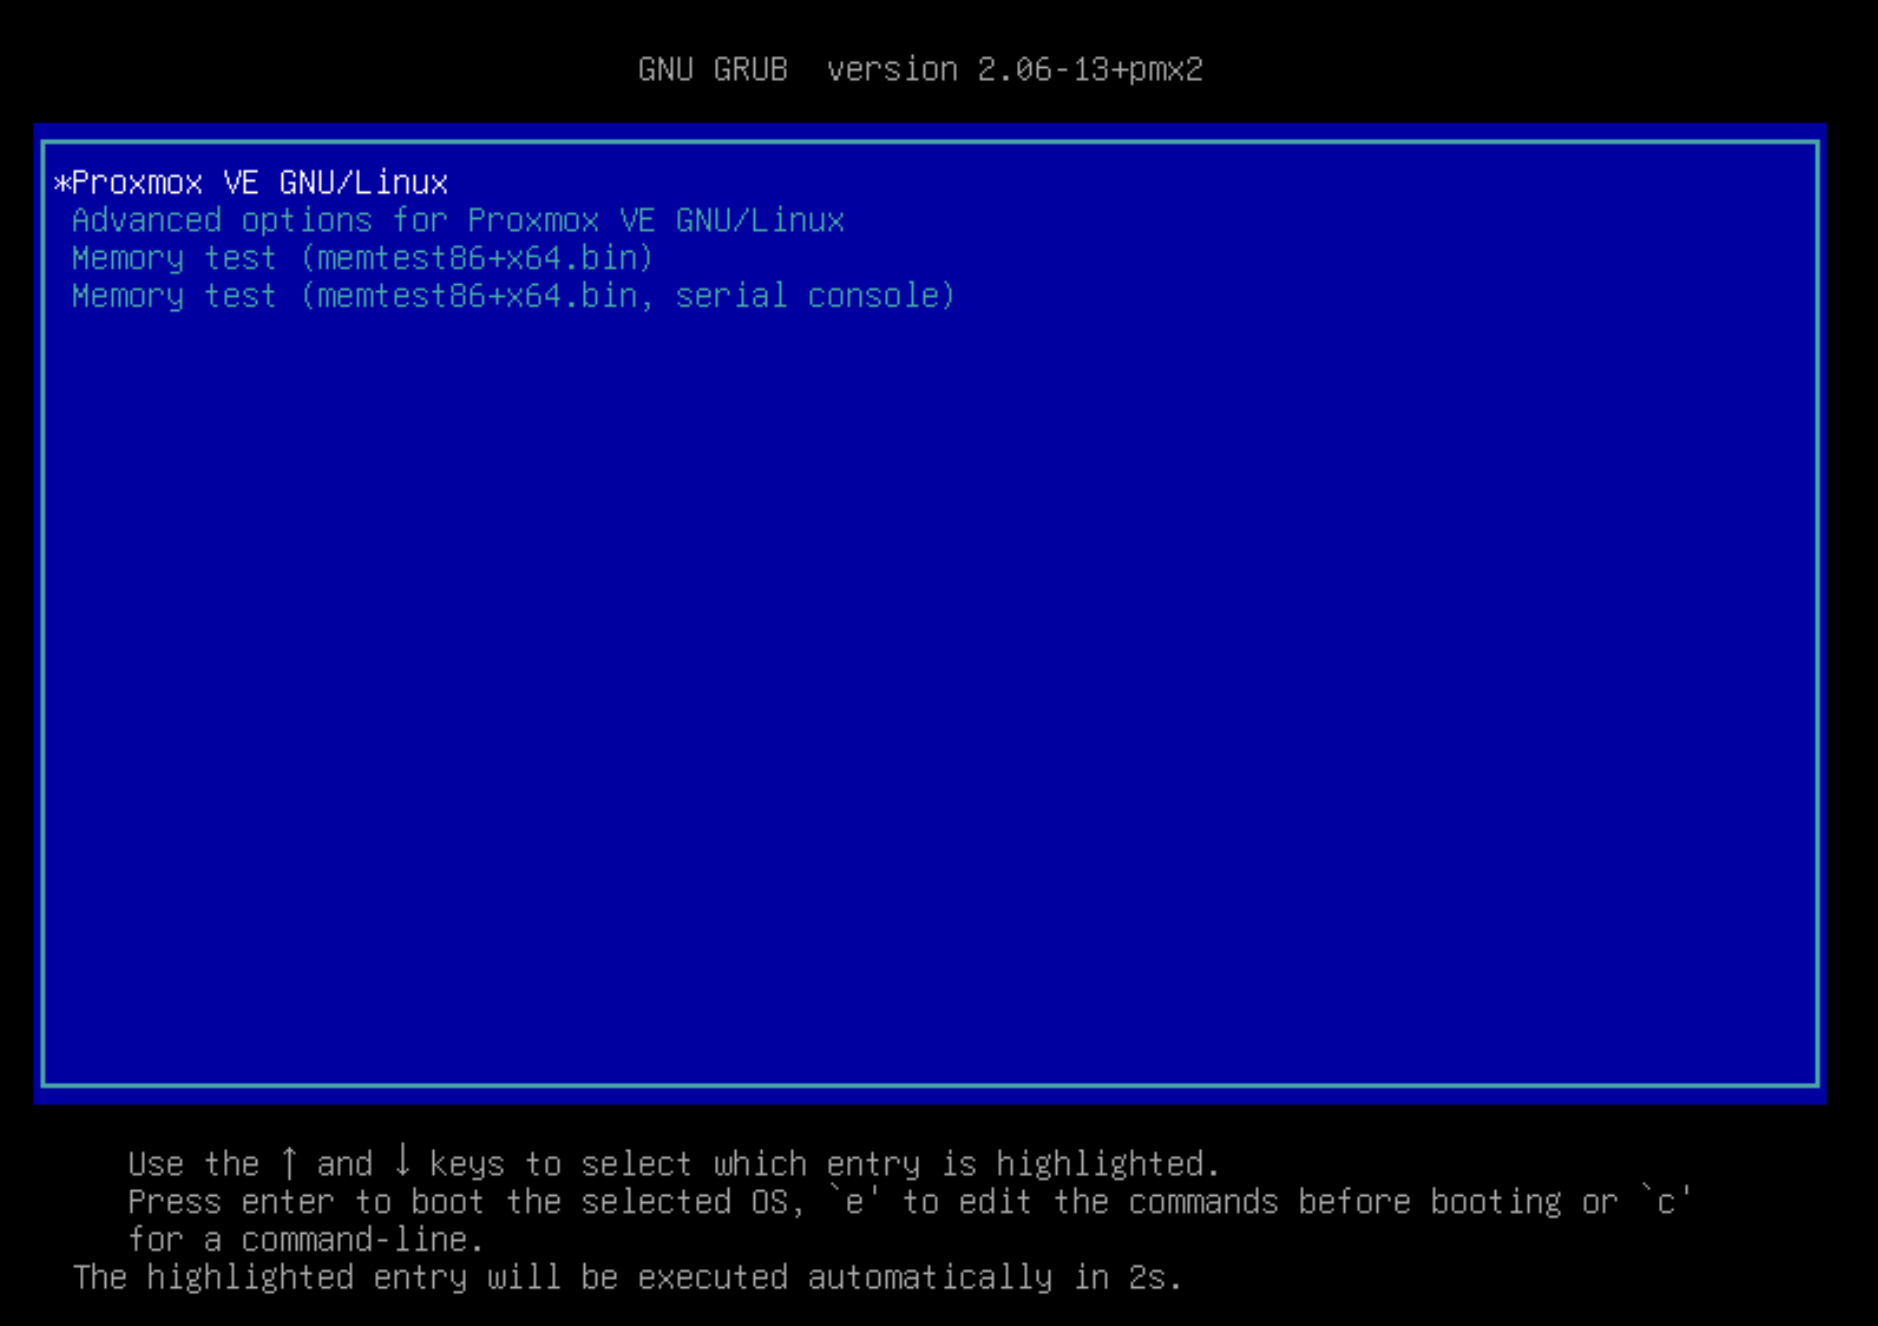 GNU GRUB  version 2.06-13+pmx2
*Proxmox VE GNU/Linux
Advanced options for Proxmox VE GNU/Linux
Memory test (memtest86+x64.bin)
Memory test (memtest86+x64.bin, serial console)
Use the ↑ and ↓ keys to select which entry is highlighted.
Press enter to boot the selected OS, `e' to edit the commands before booting or `c'
for a command-line.
The highlighted entry will be executed automatically in 2s.